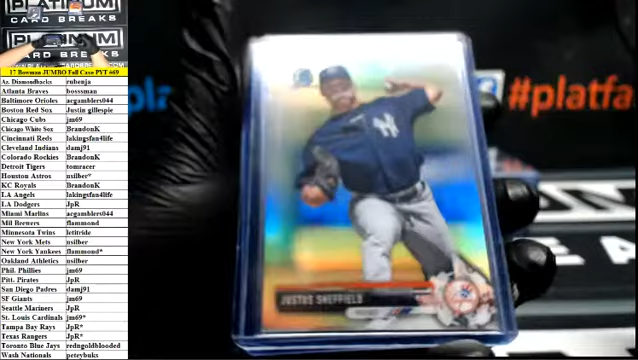 PLATINUM
CARD BREAKS
17 Bowman JUMBO Full Case PYT #69
Az. Diamondbacks rubenja
Atlanta Braves bosssman
Baltimore Orioles acgamblers044
Boston Red Sox Justin gillespie
Chicago Cubs jm69
Chicago White Sox BrandonK
Cincinnati Reds lakingsfan4life
Cleveland Indians damj91
Colorado Rockies BrandonK
Detroit Tigers tomracer
Houston Astros nsilber*
KC Royals BrandonK
LA Angels lakingsfan4life
LA Dodgers JpR
Miami Marlins acgamblers044
Mil Brewers flammond
Minnesota Twins letitride
New York Mets nsilber
New York Yankees flammond*
Oakland Athletics nsilber
Phil. Phillies jm69
Pitt. Pirates JpR
San Diego Padres damj91
SF Giants jm69
Seattle Mariners JpR
St. Louis Cardinals jm69*
Tampa Bay Rays JpR*
Texas Rangers JpR*
Toronto Blue Jays redngoldblooded
Wash Nationals peteybuks
JUSTUS SHEFFIELD
#platfa